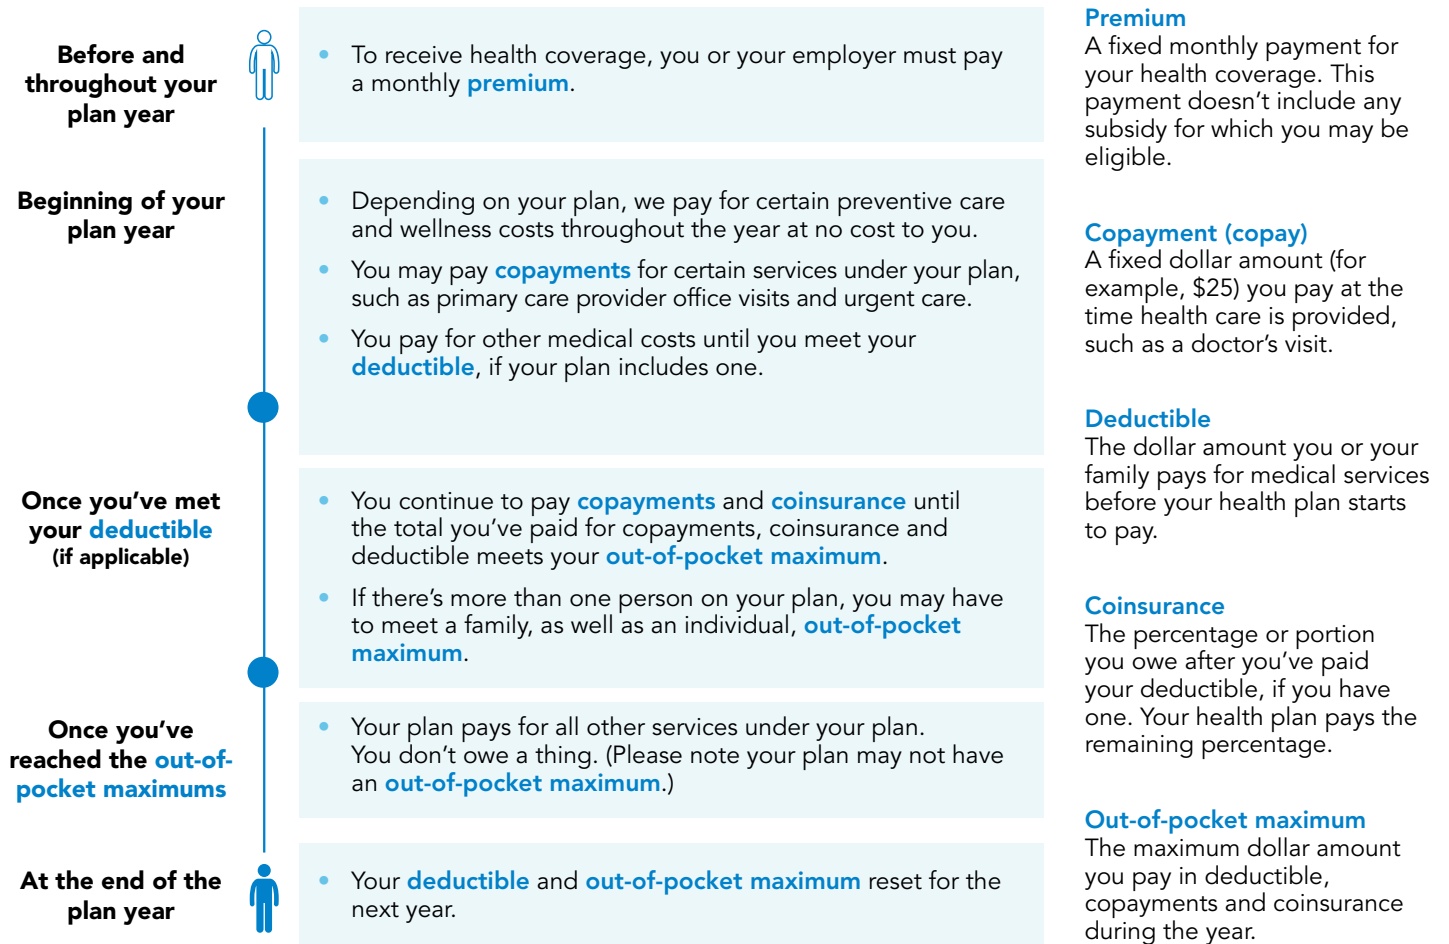 Before and
throughout your
plan year
• To receive health coverage, you or your employer must pay
a monthly premium.
Beginning of your
plan year
• Depending on your plan, we pay for certain preventive care
and wellness costs throughout the year at no cost to you.
• You may pay copayments for certain services under your plan,
such as primary care provider office visits and urgent care.
• You pay for other medical costs until you meet your
deductible, if your plan includes one.
Once you’ve met
your deductible
(if applicable)
• You continue to pay copayments and coinsurance until
the total you’ve paid for copayments, coinsurance and
deductible meets your out-of-pocket maximum.
• If there’s more than one person on your plan, you may have
to meet a family, as well as an individual, out-of-pocket
maximum.
Once you’ve
reached the out-of-
pocket maximums
• Your plan pays for all other services under your plan.
You don’t owe a thing. (Please note your plan may not have
an out-of-pocket maximum.)
At the end of the
plan year
• Your deductible and out-of-pocket maximum reset for the
next year.
Premium
A fixed monthly payment for
your health coverage. This
payment doesn’t include any
subsidy for which you may be
eligible.
Copayment (copay)
A fixed dollar amount (for
example, $25) you pay at the
time health care is provided,
such as a doctor’s visit.
Deductible
The dollar amount you or your
family pays for medical services
before your health plan starts
to pay.
Coinsurance
The percentage or portion
you owe after you’ve paid
your deductible, if you have
one. Your health plan pays the
remaining percentage.
Out-of-pocket maximum
The maximum dollar amount
you pay in deductible,
copayments and coinsurance
during the year.